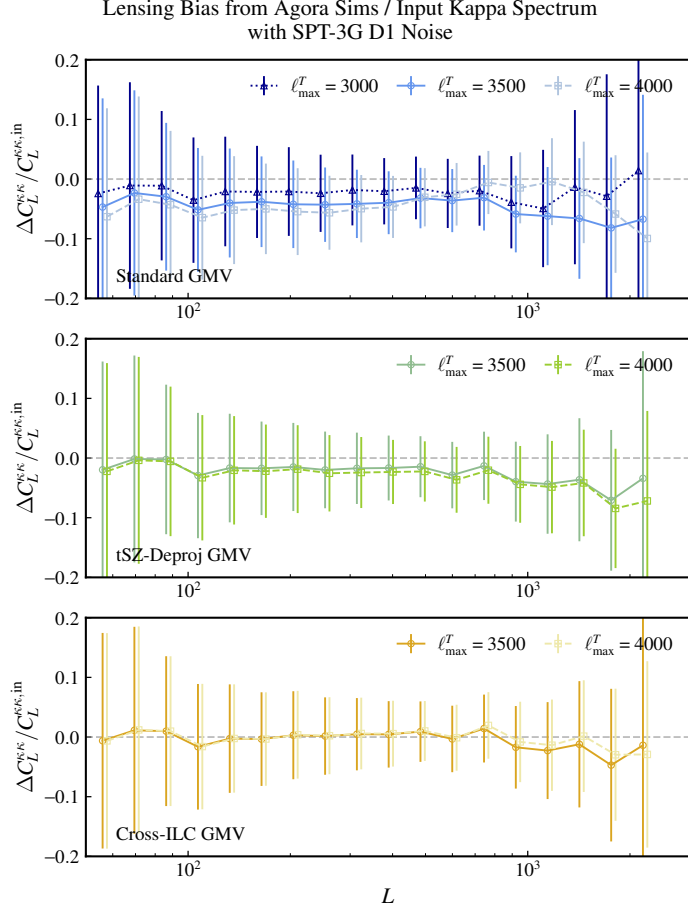 Lensing Bias from Agora Sims / Input Kappa Spectrum
with SPT-3G D1 Noise
ℓ^T_max = 3000 ℓ^T_max = 3500 ℓ^T_max = 4000
0.2
0.1
0.0
−0.1
−0.2
ΔC_L^κκ/C_L^κκ,in
Standard GMV
10^2 10^3
ℓ^T_max = 3500 ℓ^T_max = 4000
0.2
0.1
0.0
−0.1
−0.2
ΔC_L^κκ/C_L^κκ,in
tSZ-Deproj GMV
10^2 10^3
ℓ^T_max = 3500 ℓ^T_max = 4000
0.2
0.1
0.0
−0.1
−0.2
ΔC_L^κκ/C_L^κκ,in
Cross-ILC GMV
10^2 10^3
L